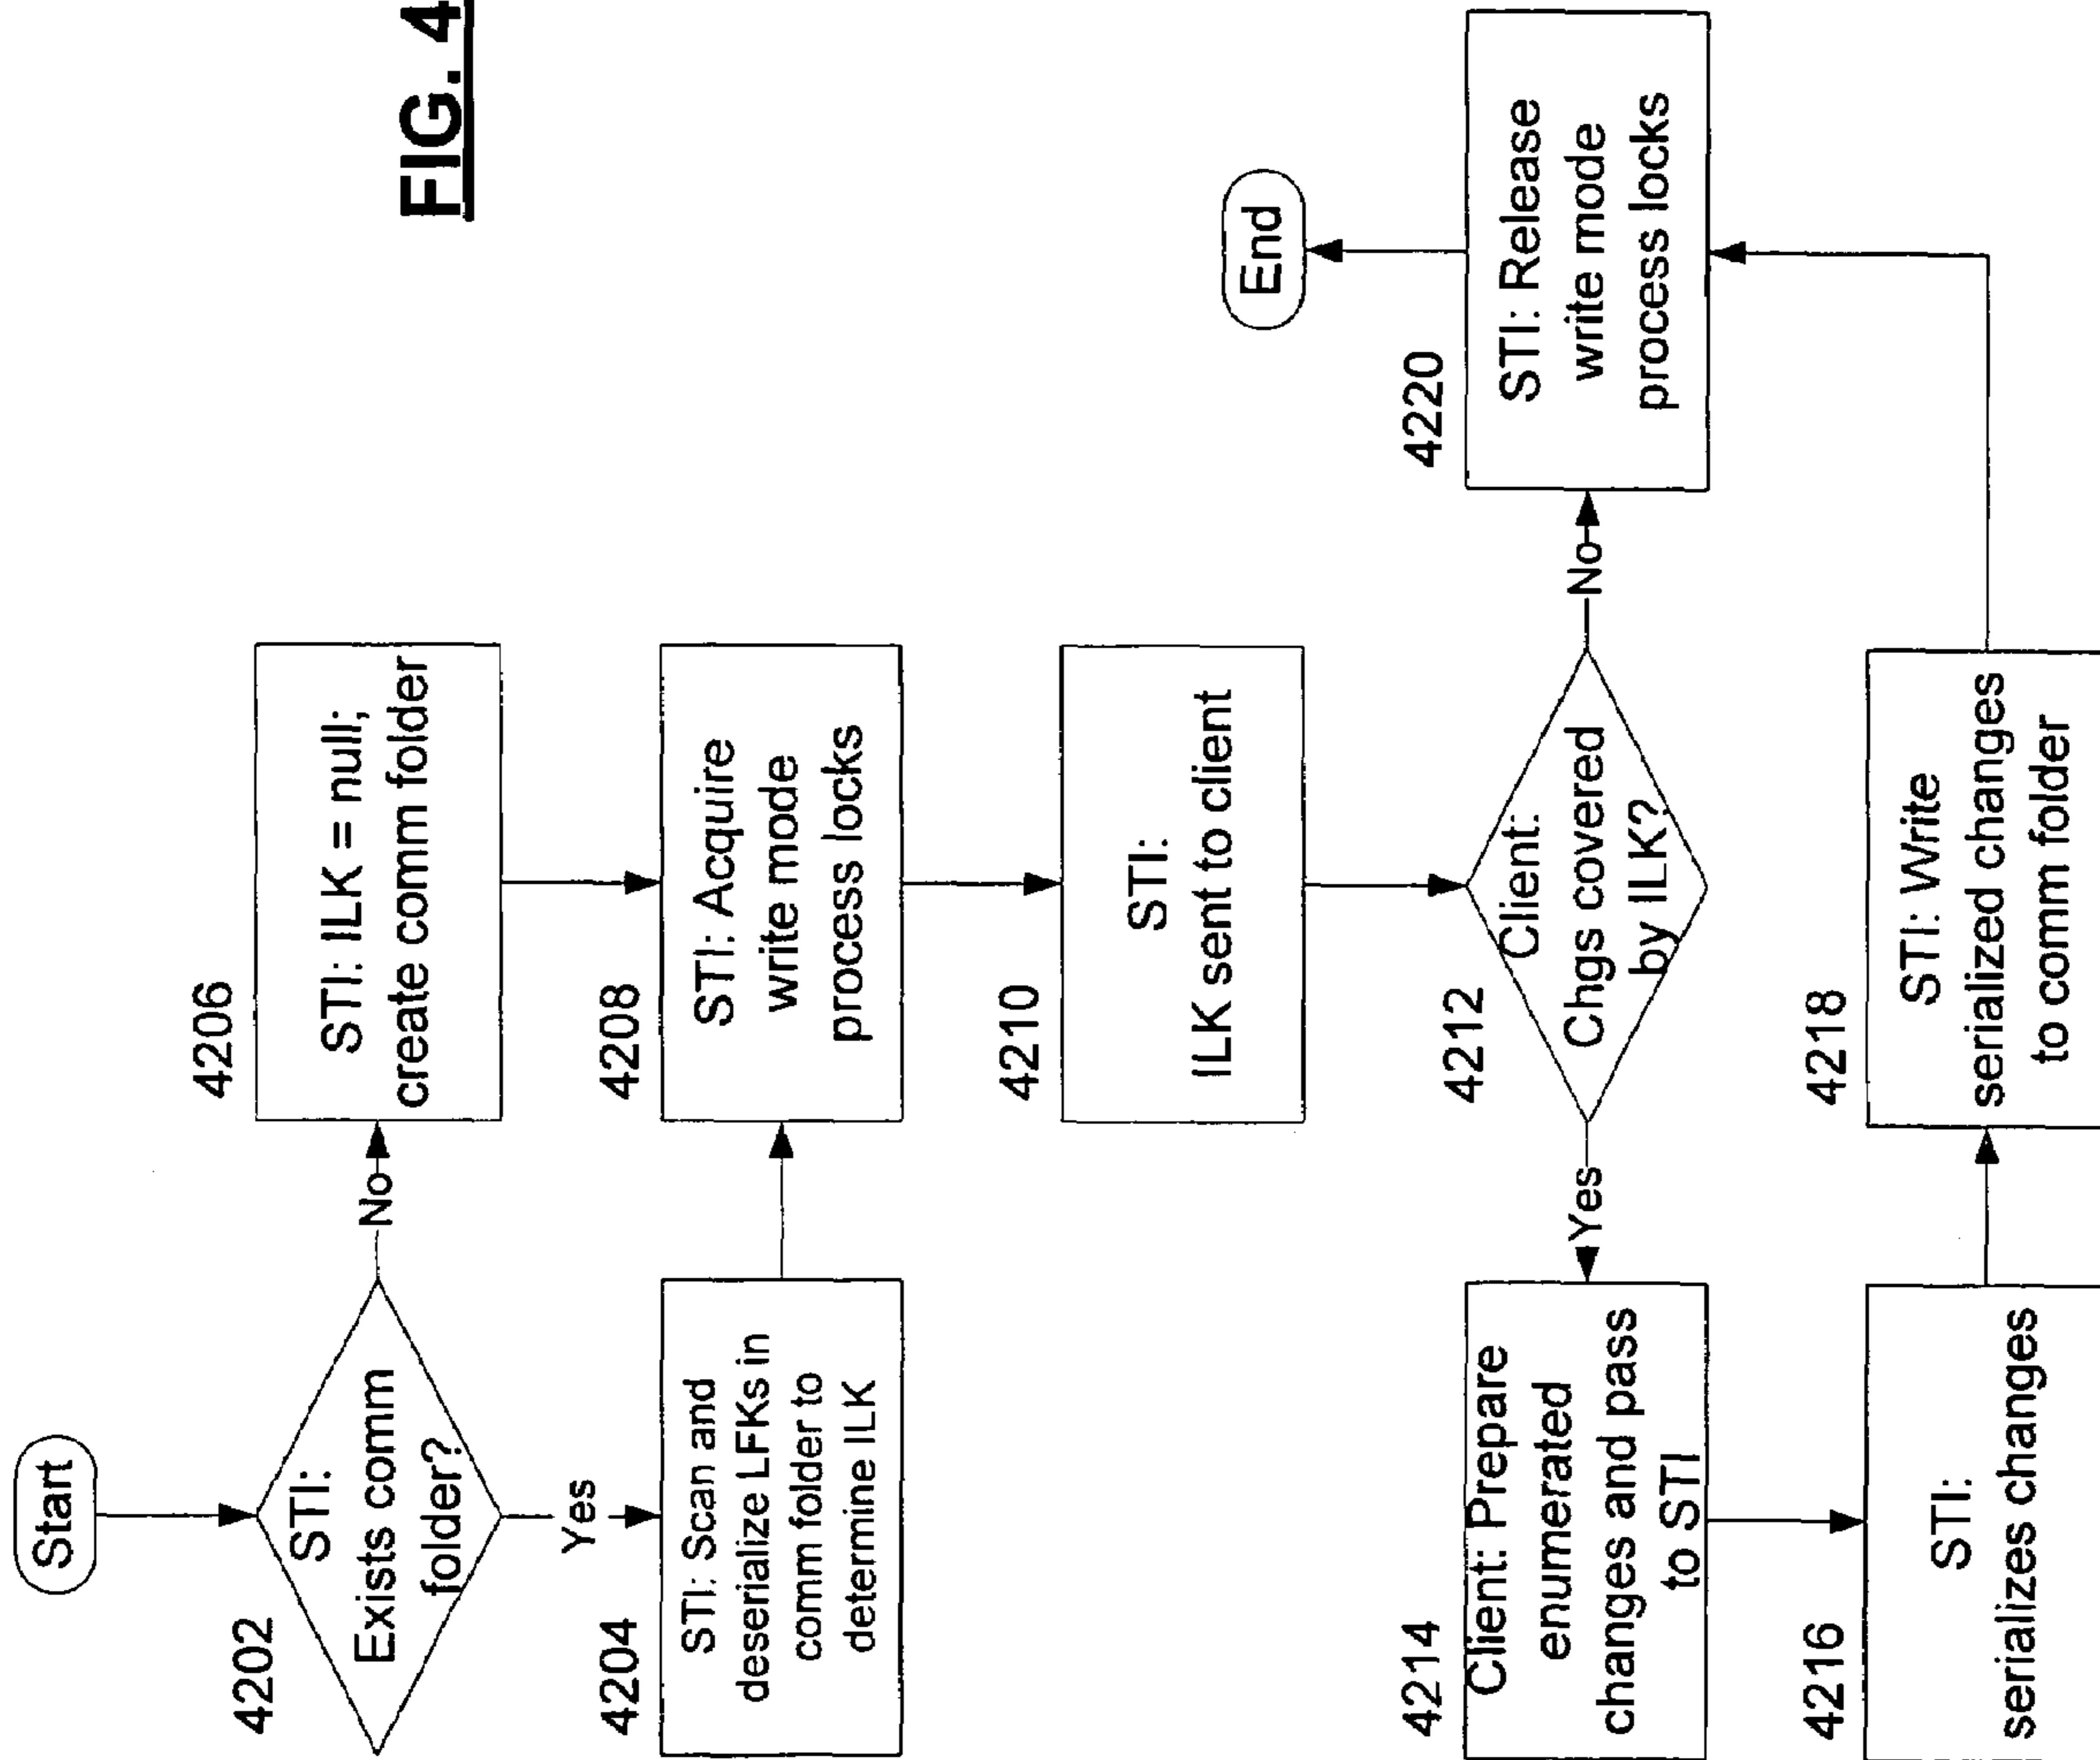 FIG. 4
Start
4202
STI:
Exists comm
folder?
No
Yes
4206
STI: ILK = null;
create comm folder
4204
STI: Scan and
deserialize LFKs in
comm folder to
determine ILK
4208
STI: Acquire
write mode
process locks
4210
STI:
ILK sent to client
4212
Client:
Chgs covered
by ILK?
No
Yes
4220
STI: Release
write mode
process locks
End
4214
Client: Prepare
enumerated
changes and pass
to STI
4216
STI:
serializes changes
4218
STI: Write
serialized changes
to comm folder